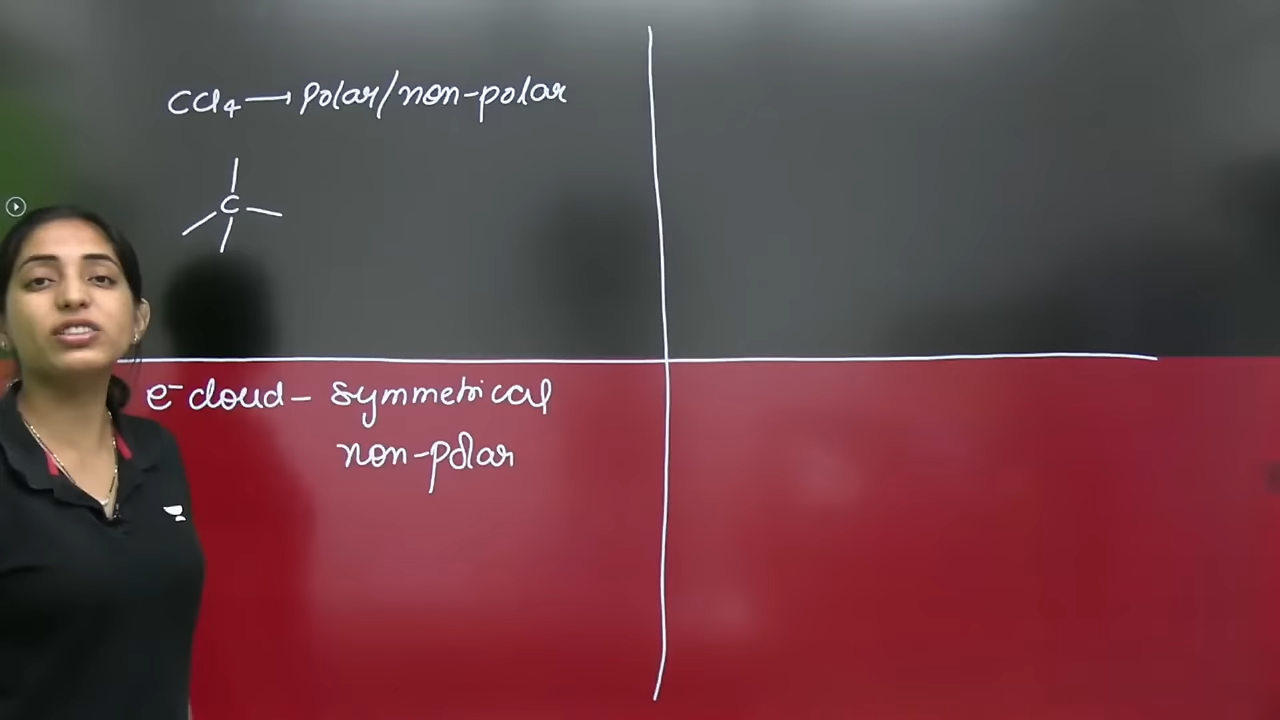 CCl₄ → Polar/non-polar
C
e⁻ cloud – symmetrical
non-polar